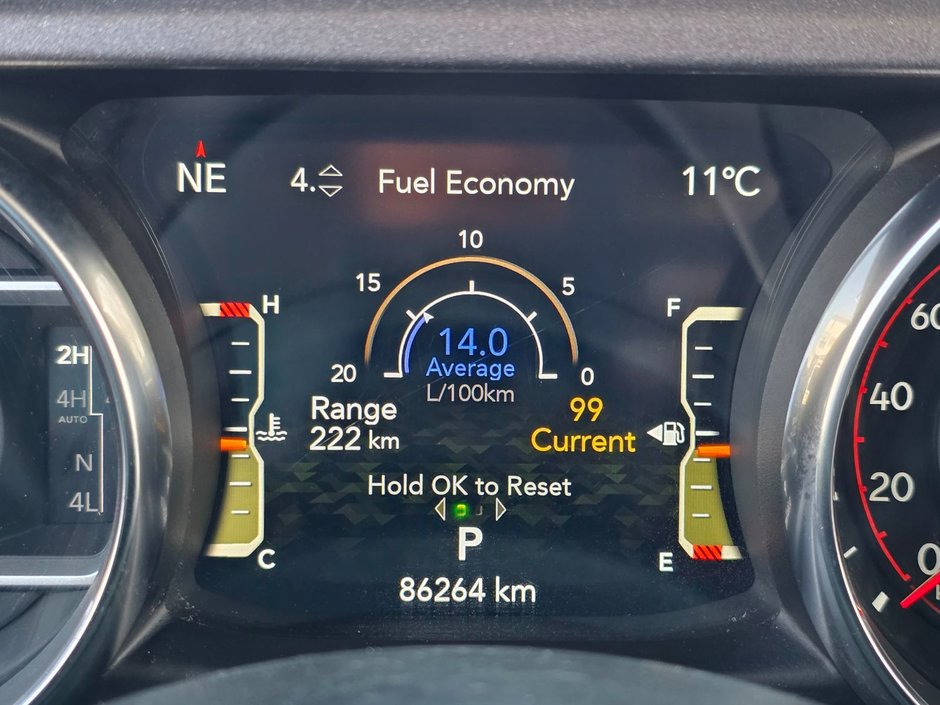 NE 4. Fuel Economy 11°C
10
15 5
H F
14.0
Average
20 0
L/100km
2H
4H
AUTO
N
4L
Range 99
222 km Current
Hold OK to Reset
P
C E
86264 km
60
40
20
0